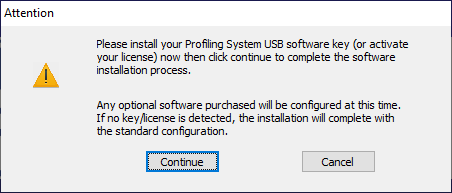 Attention
Please install your Profiling System USB software key (or activate
your license) now then click continue to complete the software
installation process.
Any optional software purchased will be configured at this time.
If no key/license is detected, the installation will complete with
the standard configuration.
Continue
Cancel